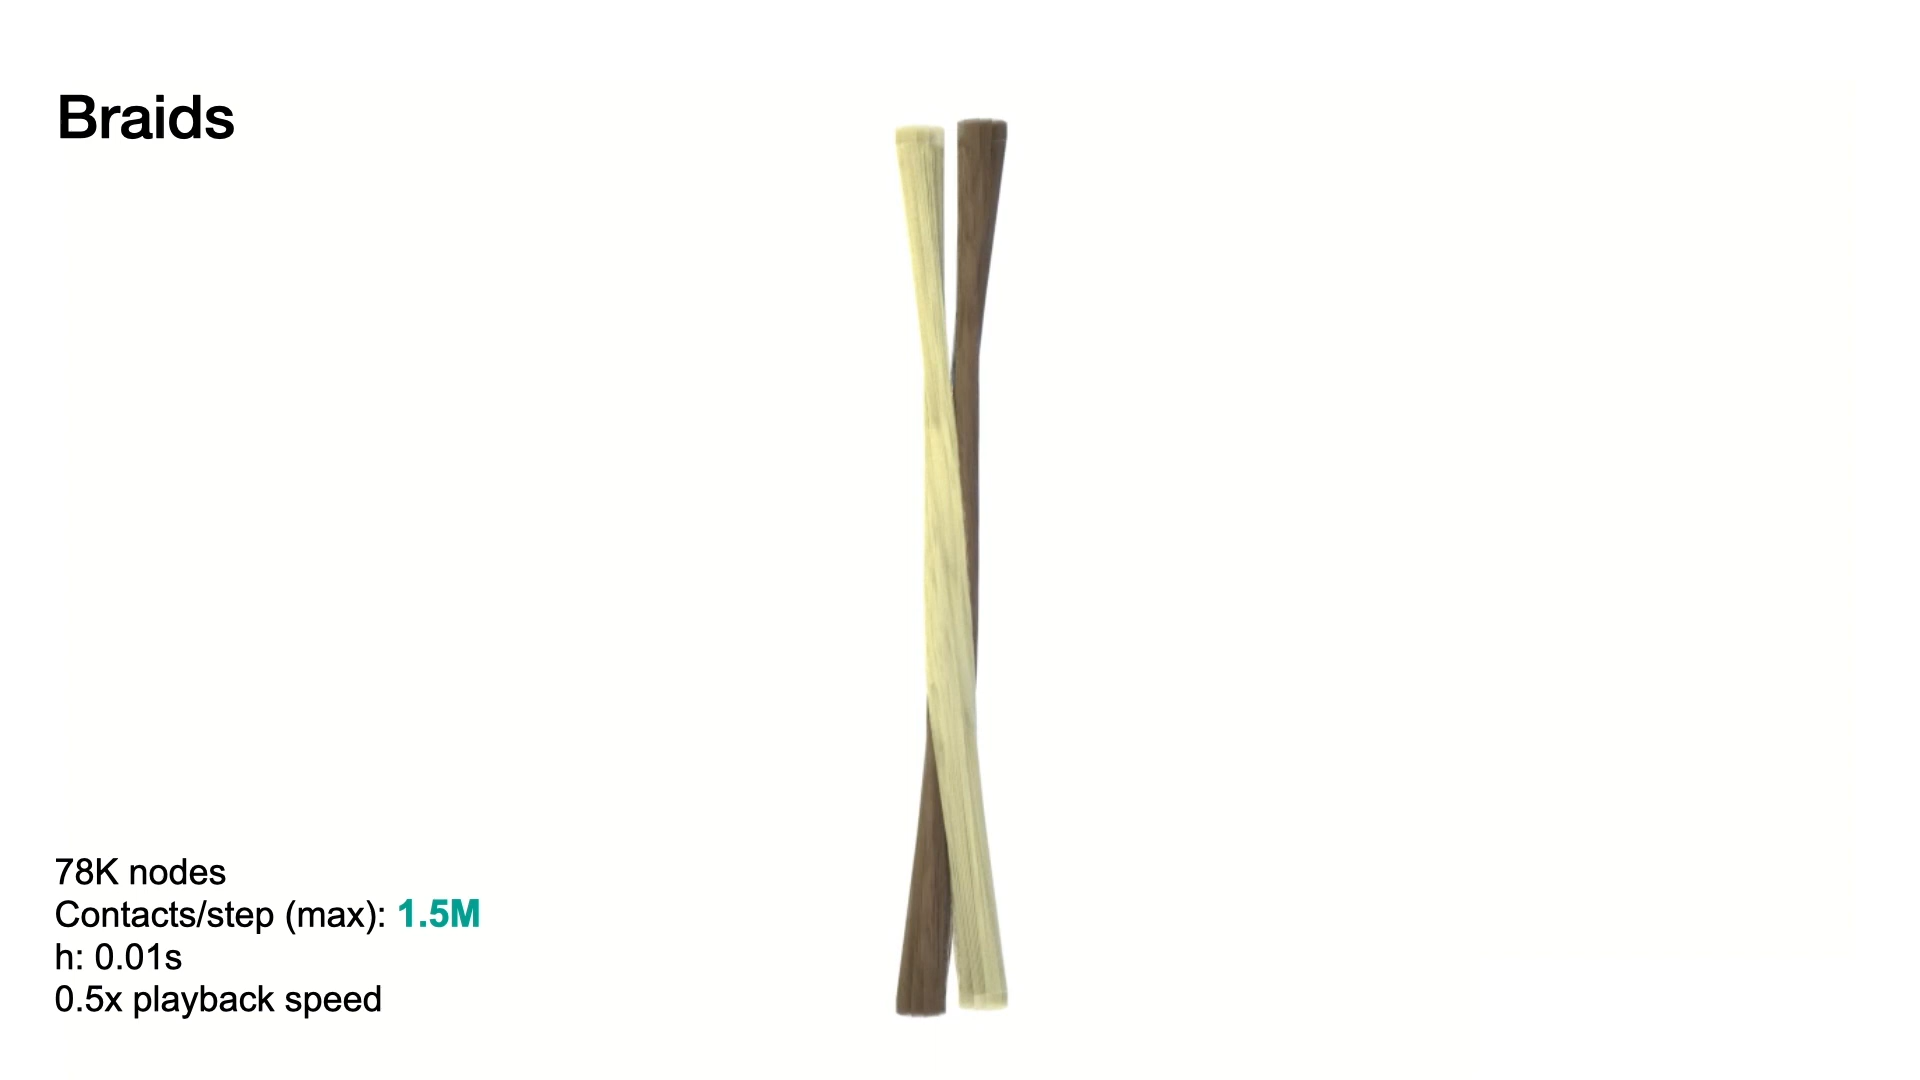 Braids
78K nodes
Contacts/step (max): 1.5M
h: 0.01s
0.5x playback speed